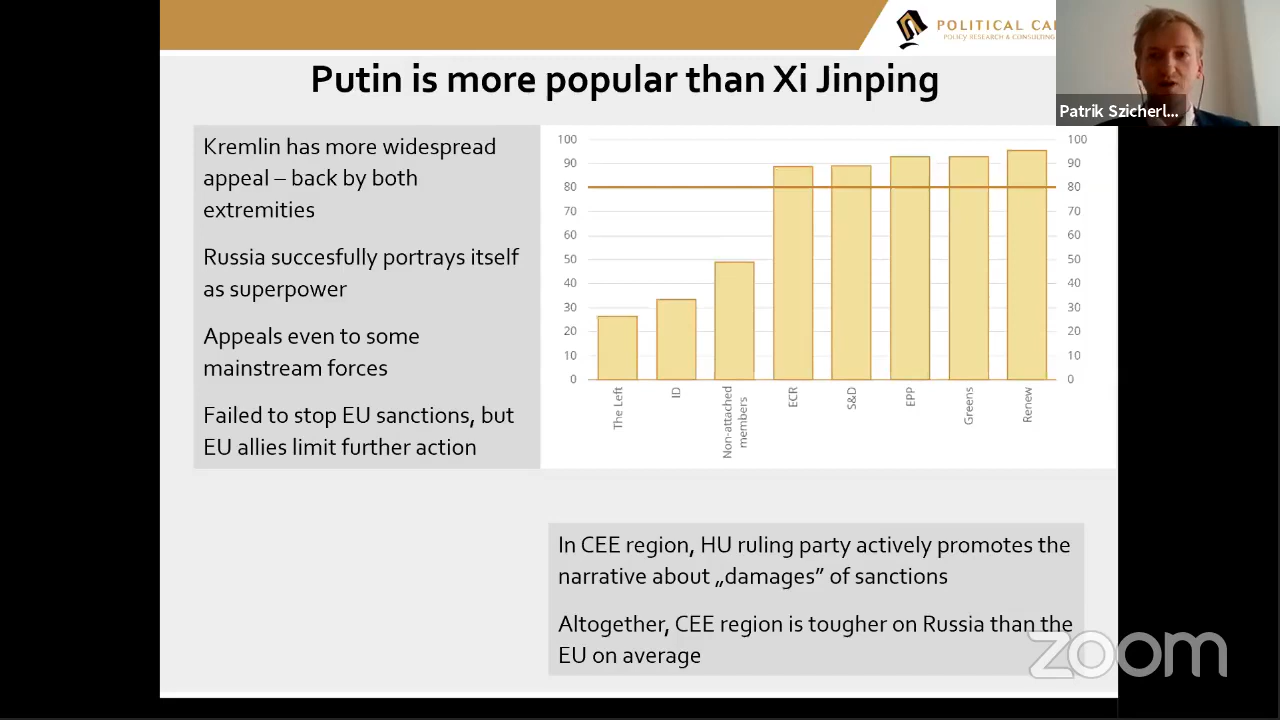 POLITICAL CA
POLICY RESEARCH & CONSULTING
Patrik Szicherl...
Putin is more popular than Xi Jinping
Kremlin has more widespread
appeal – back by both
extremities
Russia succesfully portrays itself
as superpower
Appeals even to some
mainstream forces
Failed to stop EU sanctions, but
EU allies limit further action
100 100
90 90
80 80
70 70
60 60
50 50
40 40
30 30
20 20
10 10
0 0
The Left
ID
Non-attached
members
ECR
S&D
EPP
Greens
Renew
In CEE region, HU ruling party actively promotes the
narrative about „damages” of sanctions
Altogether, CEE region is tougher on Russia than the
EU on average
zoom